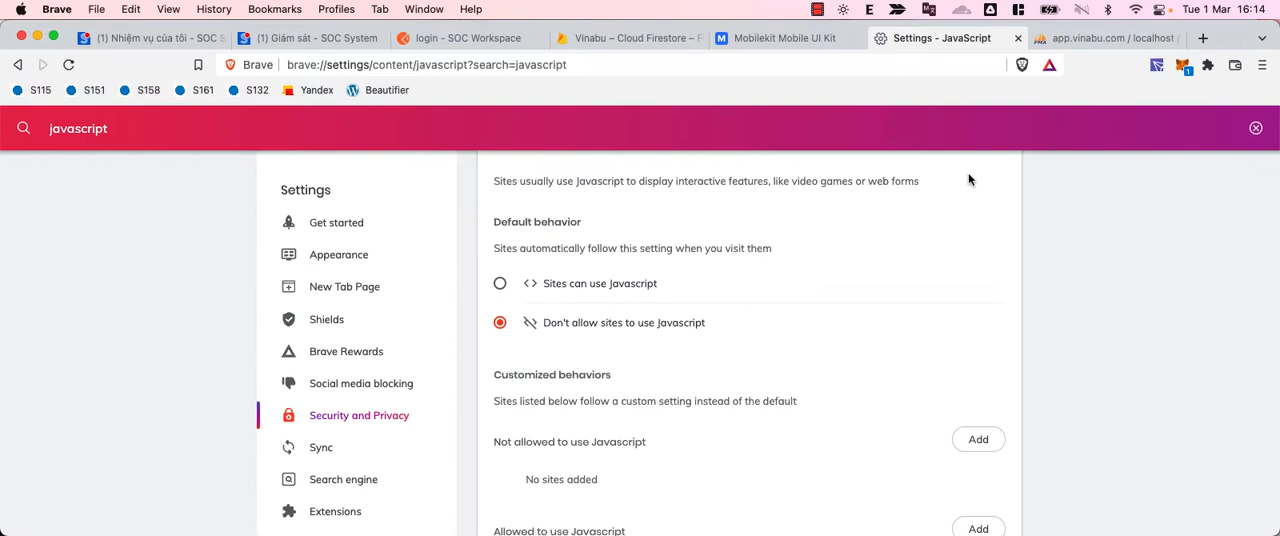 Brave File Edit View History Bookmarks Profiles Tab Window Help E Tue 1 Mar 16:14
(1) Nhiệm vụ của tôi - SOC S (1) Giám sát - SOC System login - SOC Workspace Vinabu – Cloud Firestore – F Mobilekit Mobile UI Kit Settings - JavaScript app.vinabu.com / localhost /
Brave brave://settings/content/javascript?search=javascript 1
S115 S151 S158 S161 S132 Yandex Beautifier
javascript
Settings
Get started
Appearance
New Tab Page
Shields
Brave Rewards
Social media blocking
Security and Privacy
Sync
Search engine
Extensions
Sites usually use Javascript to display interactive features, like video games or web forms
Default behavior
Sites automatically follow this setting when you visit them
Sites can use Javascript
Don't allow sites to use Javascript
Customized behaviors
Sites listed below follow a custom setting instead of the default
Not allowed to use Javascript Add
No sites added
Allowed to use Javascript Add